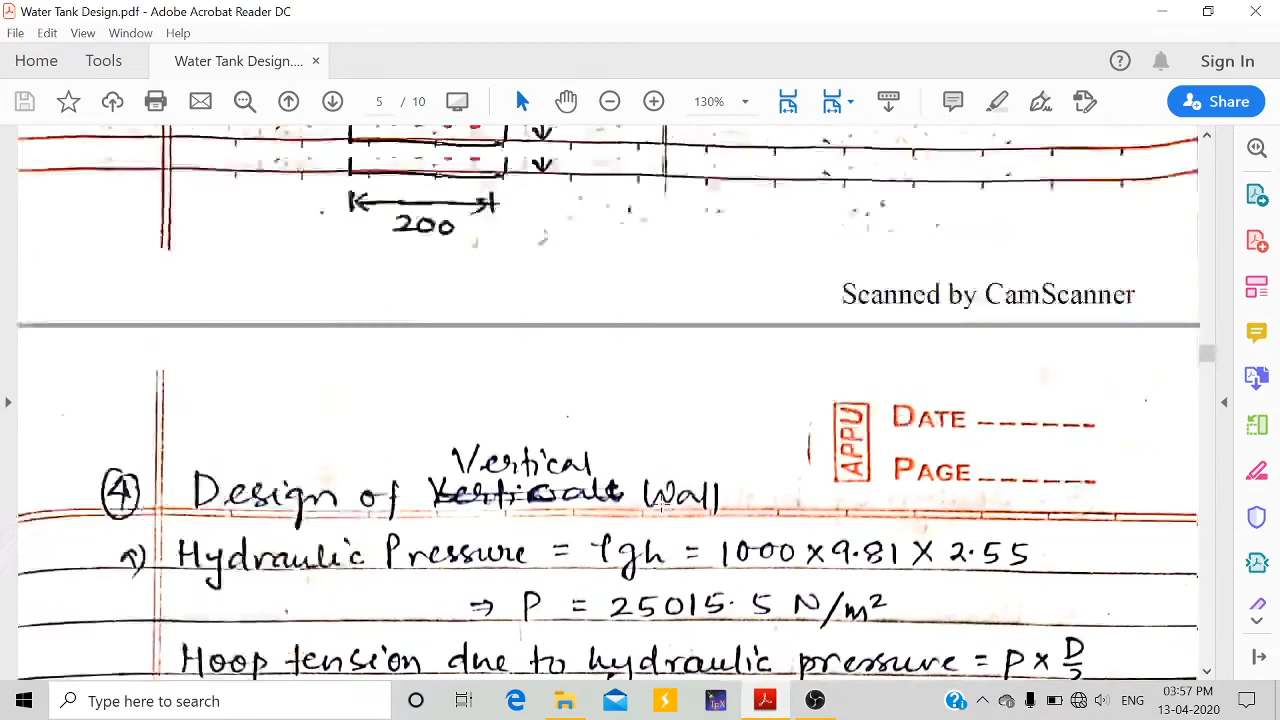 Water Tank Design.pdf - Adobe Acrobat Reader DC
File Edit View Window Help
Home Tools Water Tank Design.... × Sign In
5 / 10 130% Share
200
Scanned by CamScanner
APPU DATE -------
PAGE -------
Vertical
④ Design of Wall
a) Hydraulic Pressure = ρgh = 1000 × 9.81 × 2.55
⇒ P = 25015.5 N/m²
Hoop tension due to hydraulic pressure = P × D/2
Type here to search
ENG
03:57 PM
13-04-2020